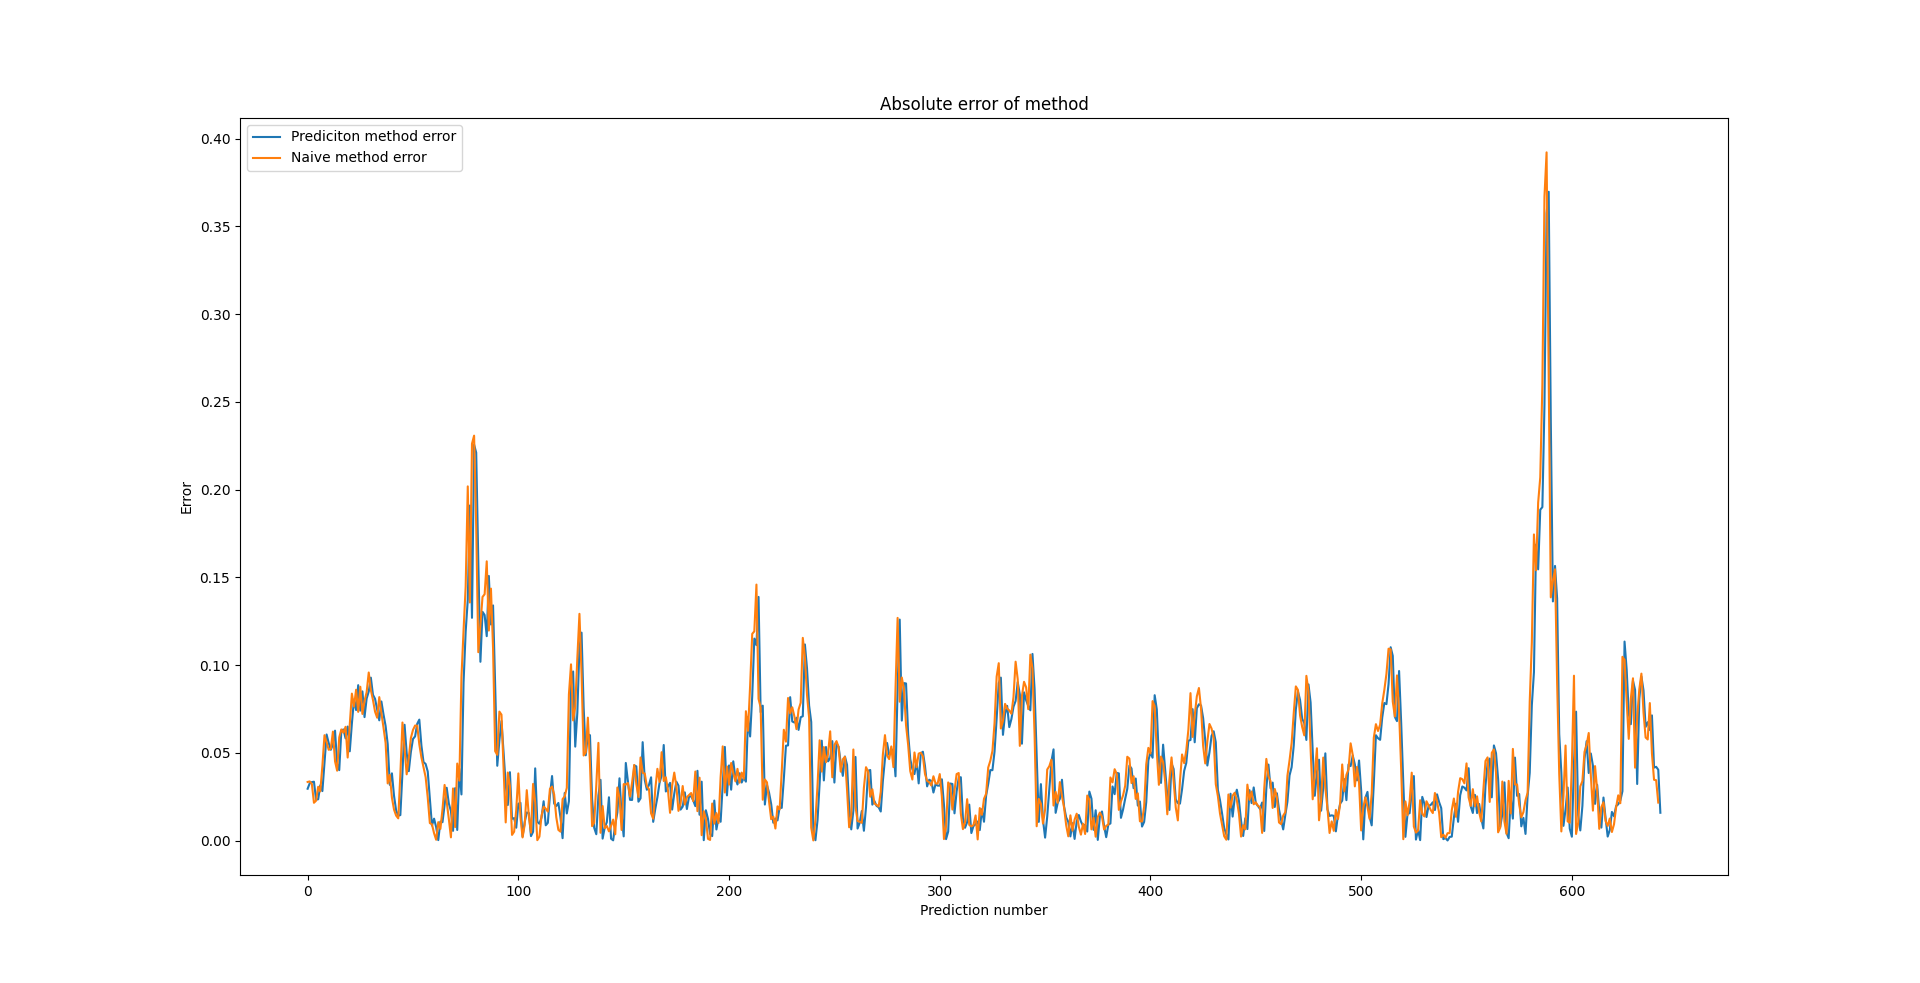 Absolute error of method
Prediciton method error
Naive method error
0.40
0.35
0.30
0.25
0.20
0.15
0.10
0.05
0.00
Error
0 100 200 300 400 500 600
Prediction number